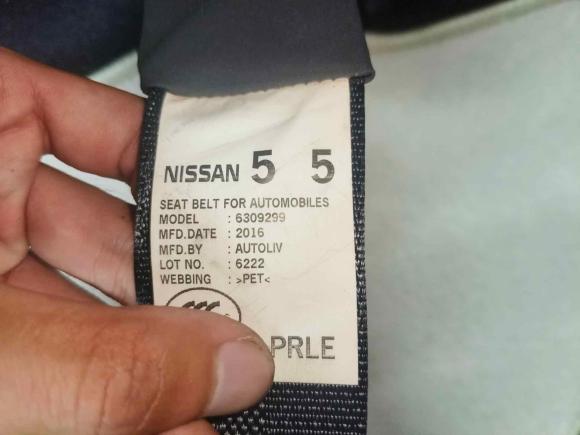 NISSAN 5 5
SEAT BELT FOR AUTOMOBILES
MODEL : 6309299
MFD.DATE : 2016
MFD.BY : AUTOLIV
LOT NO. : 6222
WEBBING : >PET<
PRLE